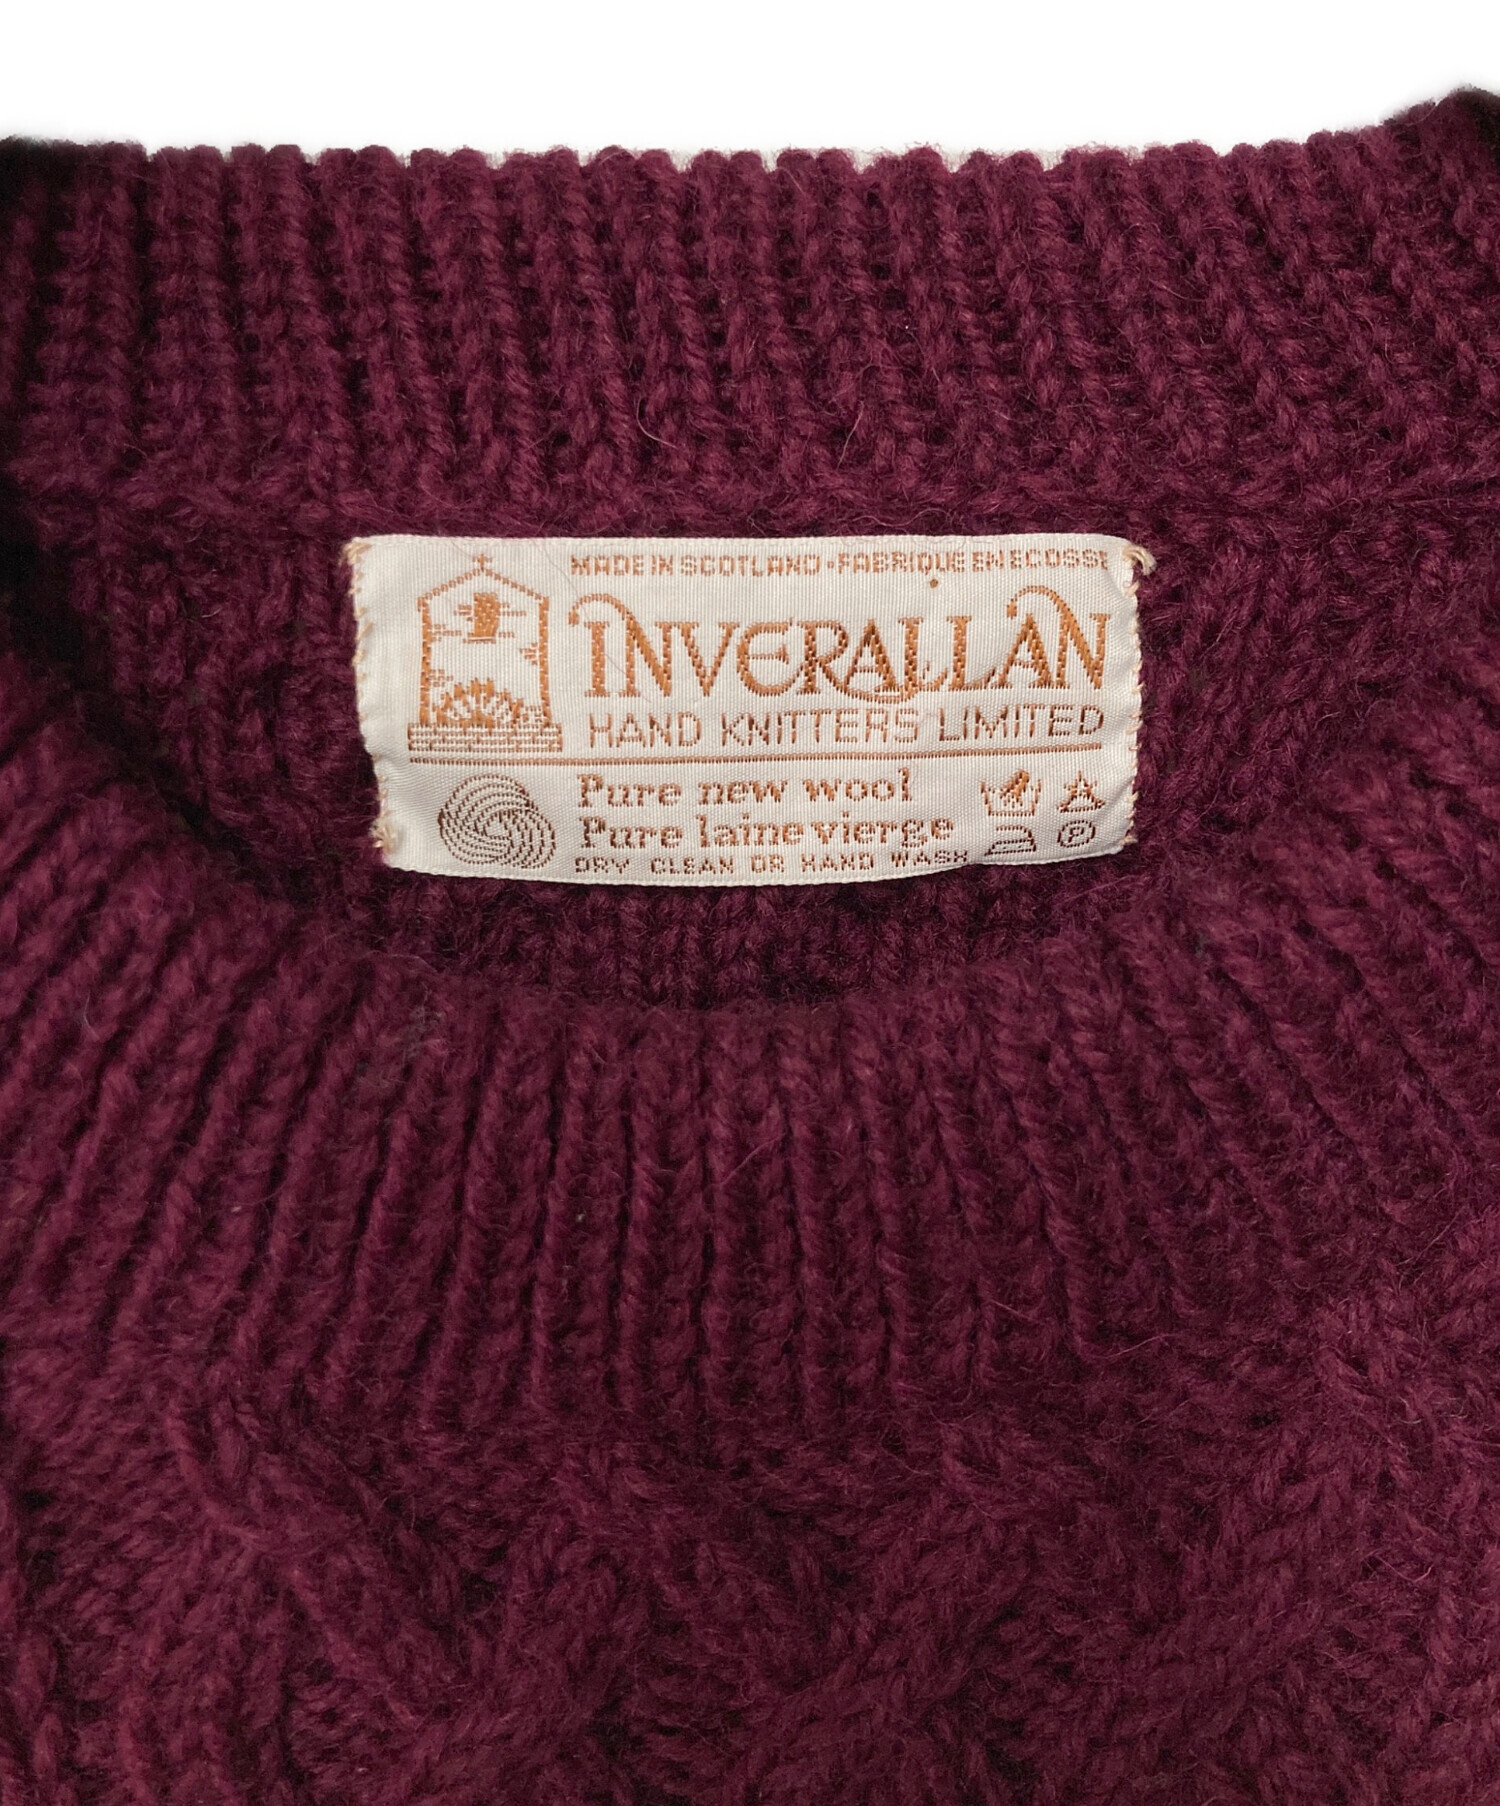 MADE IN SCOTLAND · FABRIQUE EN ECOSSE
INVERALLAN
HAND KNITTERS LIMITED
Pure new wool
Pure laine vierge
DRY CLEAN OR HAND WASH
P